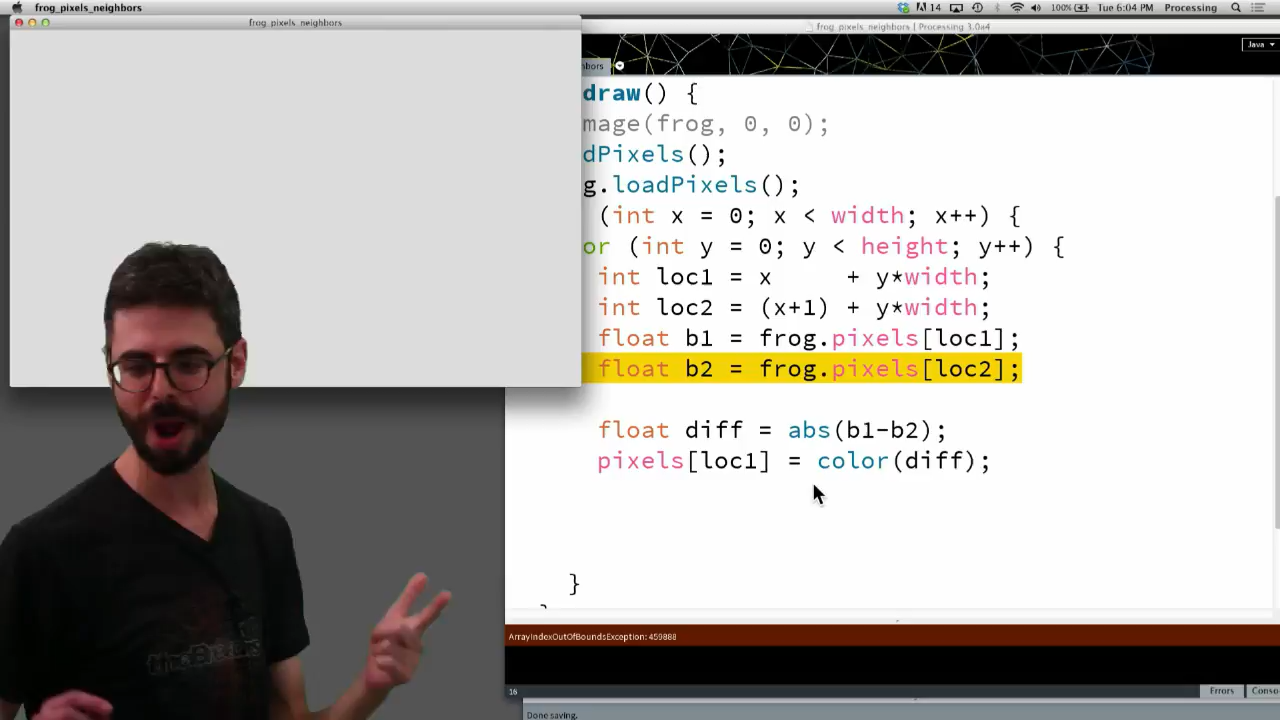 frog_pixels_neighbors
14
100%
Tue 6:04 PM Processing
frog_pixels_neighbors
frog_pixels_neighbors | Processing 3.0a4
Java
bors
draw() {
mage(frog, 0, 0);
dPixels();
g.loadPixels();
(int x = 0; x < width; x++) {
or (int y = 0; y < height; y++) {
int loc1 = x + y*width;
int loc2 = (x+1) + y*width;
float b1 = frog.pixels[loc1];
float b2 = frog.pixels[loc2];
float diff = abs(b1-b2);
pixels[loc1] = color(diff);
}
ArrayIndexOutOfBoundsException: 459888
16
Errors
Conso
Done saving.